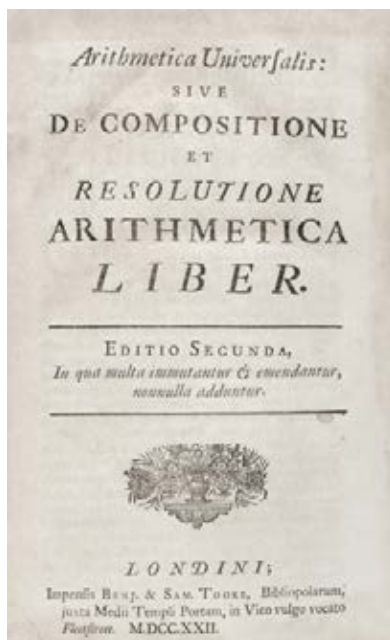 Arithmetica Universalis:
SIVE
DE COMPOSITIONE
ET
RESOLUTIONE
ARITHMETICA
LIBER.
EDITIO SECUNDA,
In qua multa immutantur & emendantur,
nonnulla adduntur.
LONDINI;
Impensis BENJ. & SAM. TOOKE, Bibliopolarum,
juxta Medii Templi Portam, in Vico vulgo vocato
Fleetstreet. M.DCC.XXII.